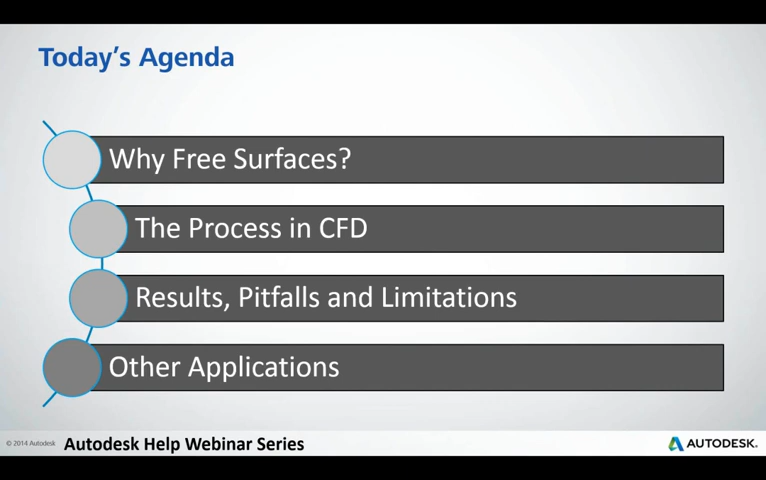 Today's Agenda
Why Free Surfaces?
The Process in CFD
Results, Pitfalls and Limitations
Other Applications
© 2014 Autodesk
Autodesk Help Webinar Series
AUTODESK.